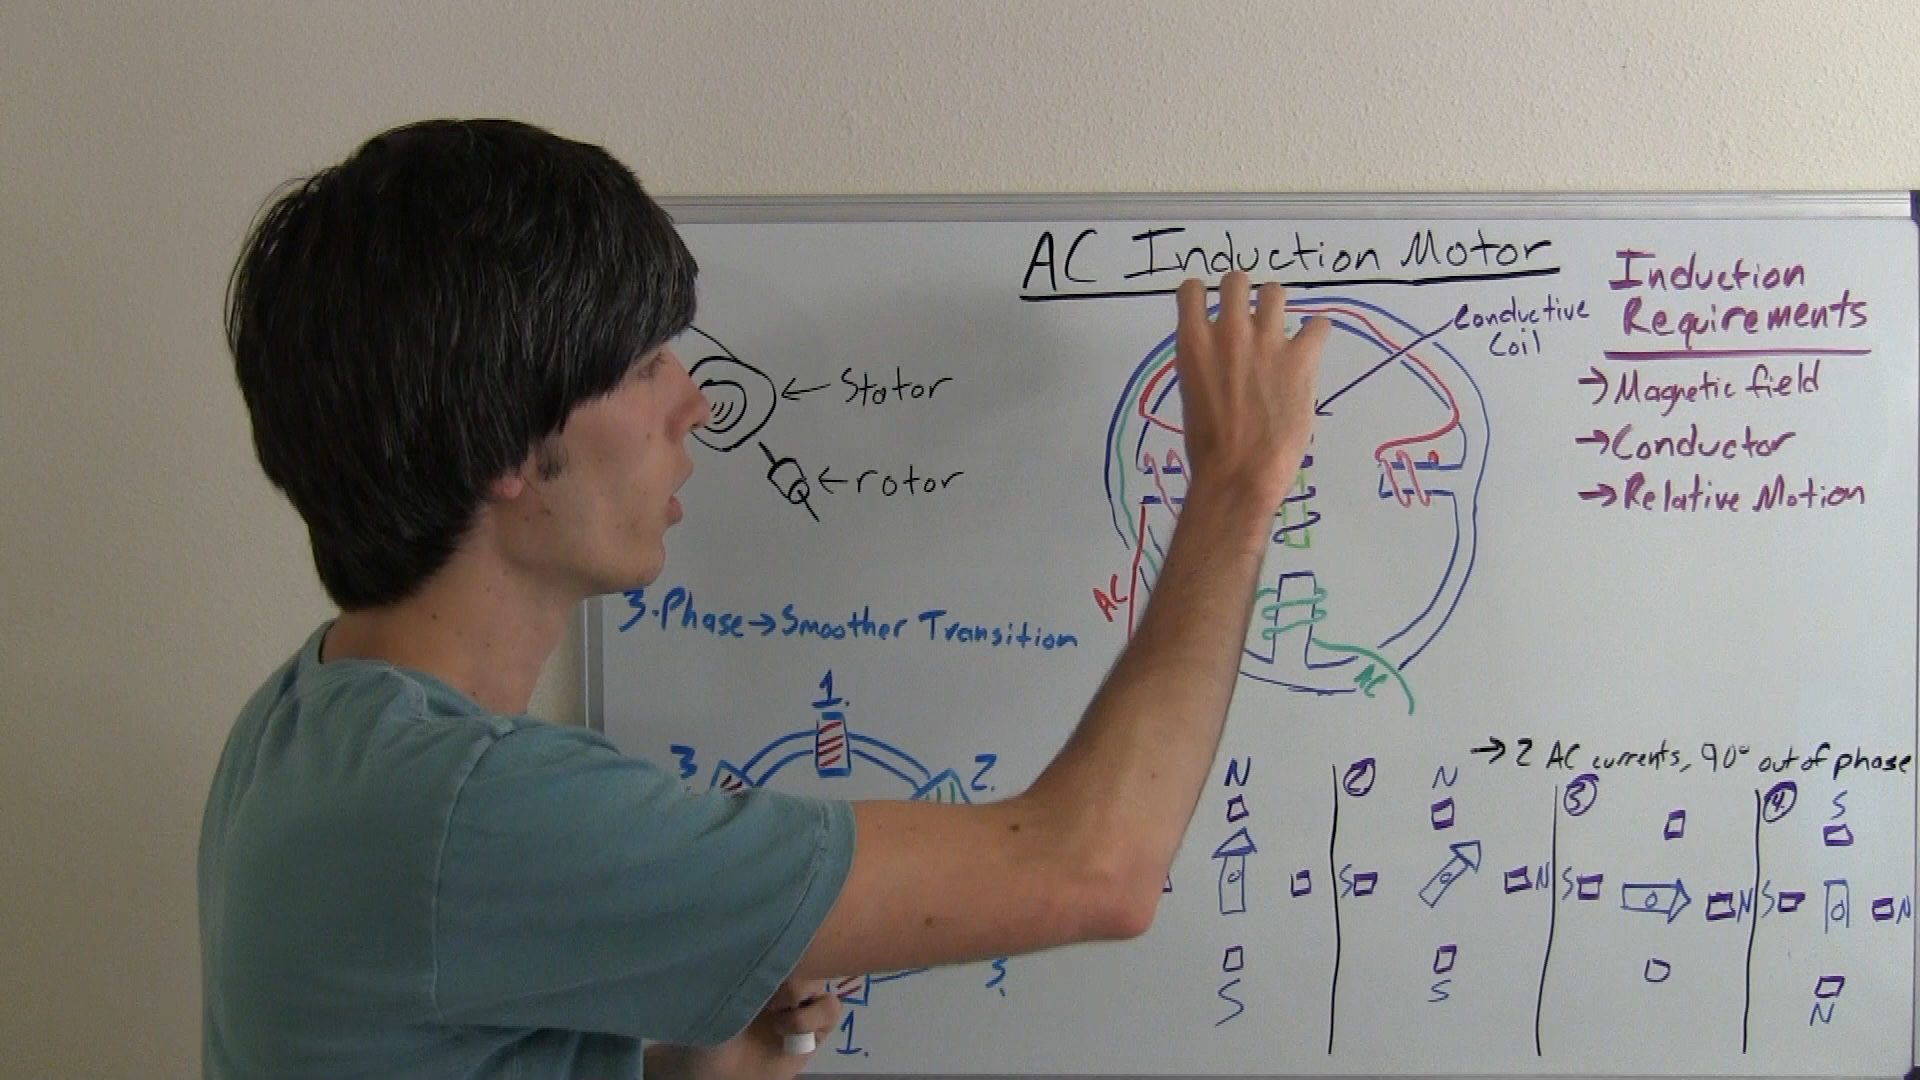 AC Induction Motor
Induction
Requirements
→Magnetic field
→Conductor
→Relative Motion
Conductive
Coil
← Stator
←rotor
AC
AC
3-Phase→Smoother Transition
1.
3
2.
3.
1.
→2 AC currents, 90° out of phase
N
S
2
N
S
N
S
3
S
N
4
S
S
N
N